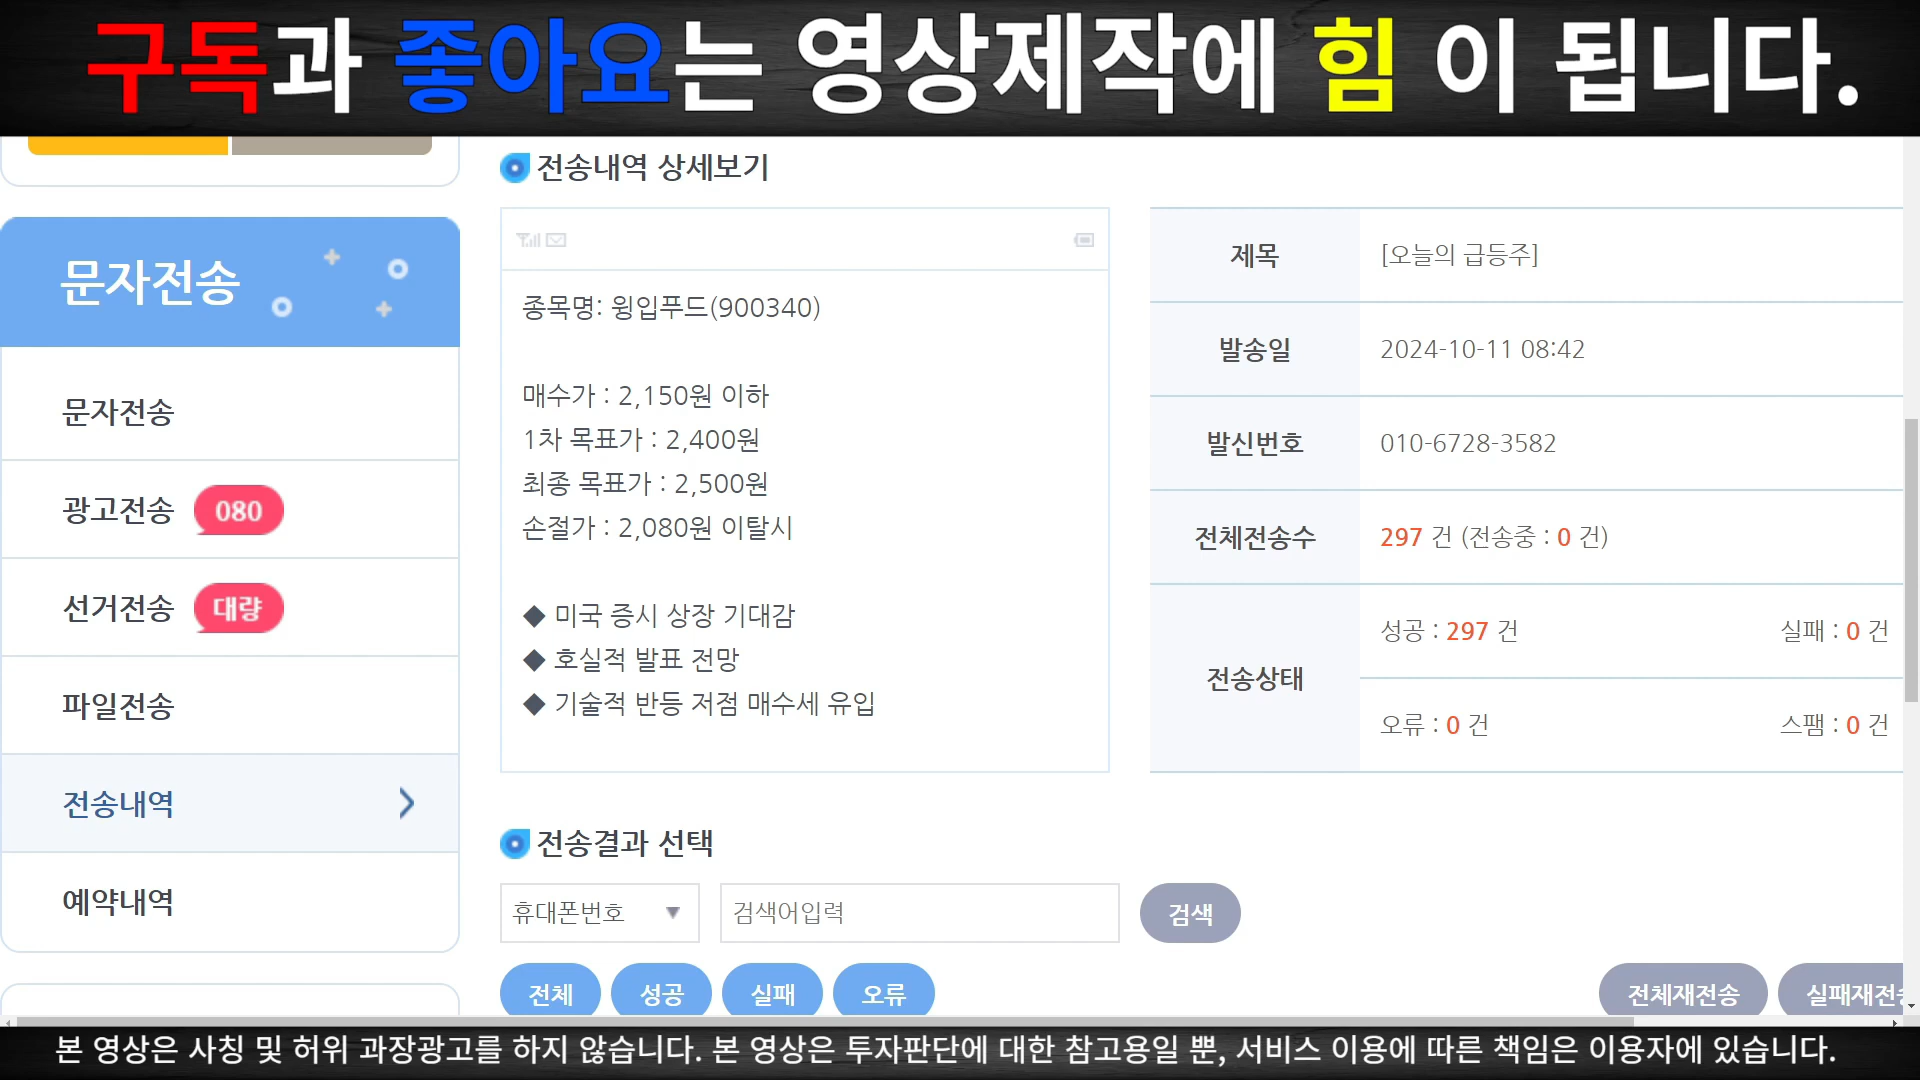 구독과 좋아요는 영상제작에 힘 이 됩니다.
문자전송
문자전송
광고전송 080
선거전송 대량
파일전송
전송내역
예약내역
전송내역 상세보기
종목명: 윙입푸드(900340)
매수가 : 2,150원 이하
1차 목표가 : 2,400원
최종 목표가 : 2,500원
손절가 : 2,080원 이탈시
◆ 미국 증시 상장 기대감
◆ 호실적 발표 전망
◆ 기술적 반등 저점 매수세 유입
제목 [오늘의 급등주]
발송일 2024-10-11 08:42
발신번호 010-6728-3582
전체전송수 297 건 (전송중 : 0 건)
전송상태
성공 : 297 건 실패 : 0 건
오류 : 0 건 스팸 : 0 건
전송결과 선택
휴대폰번호 ▼ 검색어입력 검색
전체 성공 실패 오류 전체재전송 실패재전송
본 영상은 사칭 및 허위 과장광고를 하지 않습니다. 본 영상은 투자판단에 대한 참고용일 뿐, 서비스 이용에 따른 책임은 이용자에 있습니다.